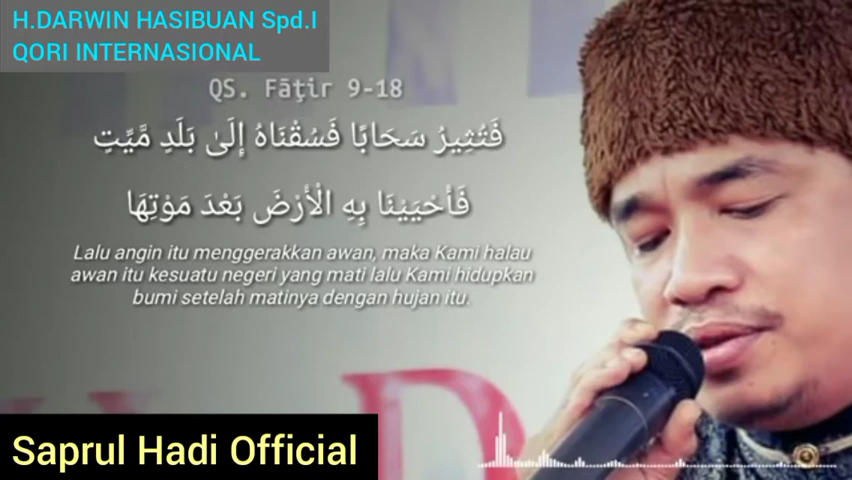 H.DARWIN HASIBUAN Spd.I
QORI INTERNASIONAL
QS. Fāţir 9-18
فَتُثِيرُ سَحَابًا فَسُقْنَاهُ إِلَىٰ بَلَدٍ مَّيِّتٍ
فَأَحْيَيْنَا بِهِ الْأَرْضَ بَعْدَ مَوْتِهَا
Lalu angin itu menggerakkan awan, maka Kami halau
awan itu kesuatu negeri yang mati lalu Kami hidupkan
bumi setelah matinya dengan hujan itu.
Saprul Hadi Official